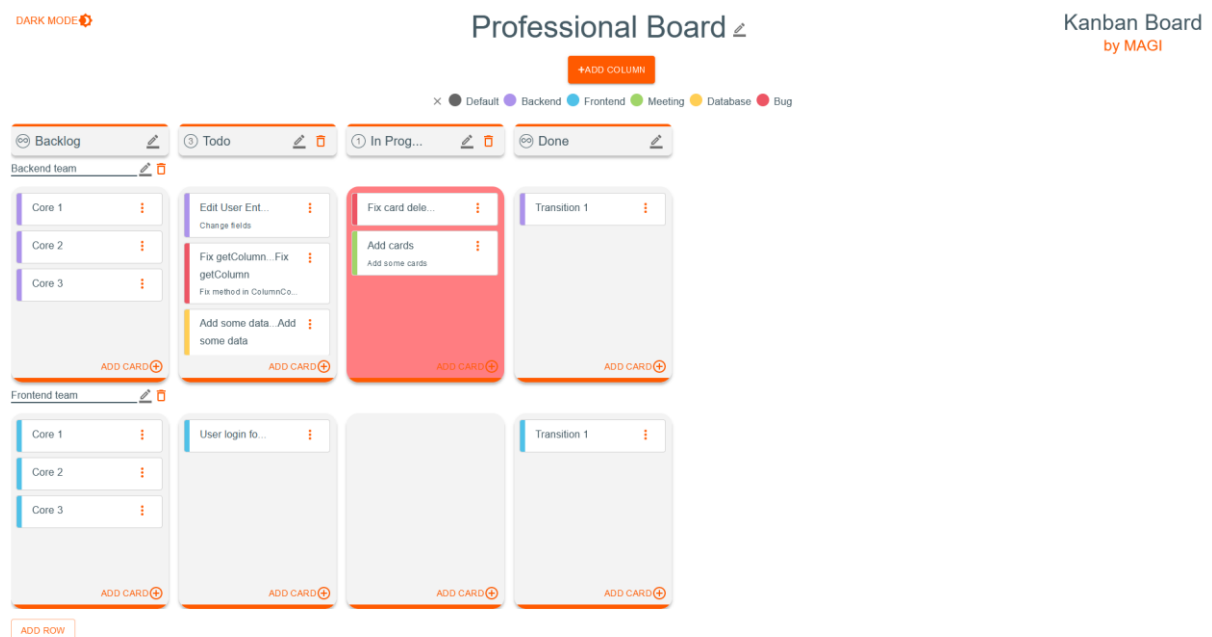 DARK MODE
Professional Board
Kanban Board
by MAGI
+ADD COLUMN
× Default Backend Frontend Meeting Database Bug
∞ Backlog
3 Todo
1 In Prog...
∞ Done
Backend team
Core 1
Core 2
Core 3
ADD CARD
Edit User Ent...
Change fields
Fix getColumn...Fix
getColumn
Fix method in ColumnCo...
Add some data...Add
some data
ADD CARD
Fix card dele...
Add cards
Add some cards
ADD CARD
Transition 1
ADD CARD
Frontend team
Core 1
Core 2
Core 3
ADD CARD
User login fo...
ADD CARD
ADD CARD
Transition 1
ADD CARD
ADD ROW